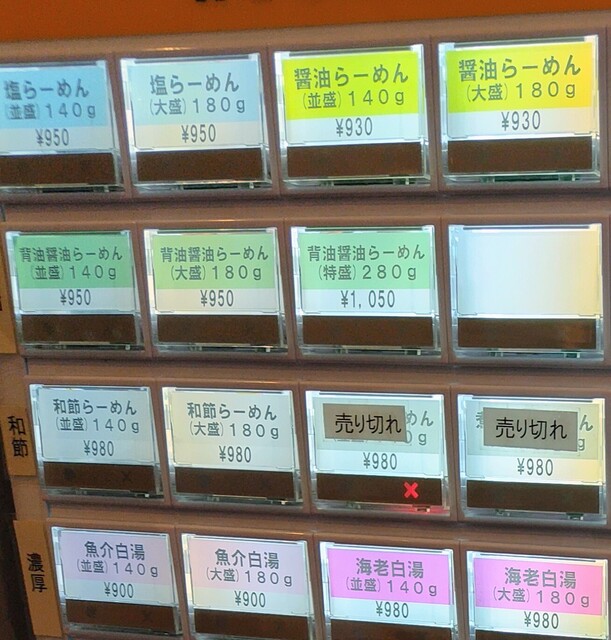 塩らーめん
(並盛)140g
¥950
塩らーめん
(大盛)180g
¥950
醤油らーめん
(並盛)140g
¥930
醤油らーめん
(大盛)180g
¥930
背油醤油らーめん
(並盛)140g
¥950
背油醤油らーめん
(大盛)180g
¥950
背油醤油らーめん
(特盛)280g
¥1,050
和節
和節らーめん
(並盛)140g
¥980
和節らーめん
(大盛)180g
¥980
売り切れ
めん
g
¥980
売り切れ
¥980
濃厚
魚介白湯
(並盛)140g
¥900
魚介白湯
(大盛)180g
¥900
海老白湯
(並盛)140g
¥980
海老白湯
(大盛)180g
¥980